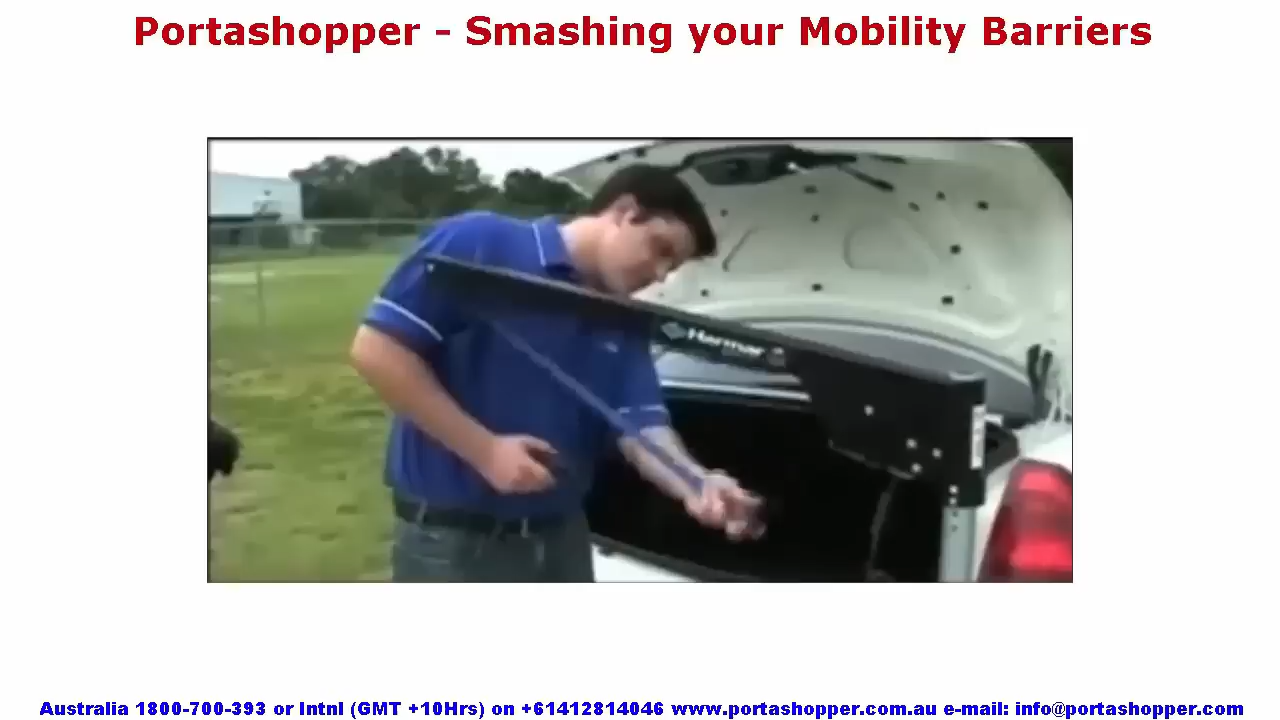 Portashopper - Smashing your Mobility Barriers
Harmar
Australia 1800-700-393 or Intnl (GMT +10Hrs) on +61412814046 www.portashopper.com.au e-mail: info@portashopper.com